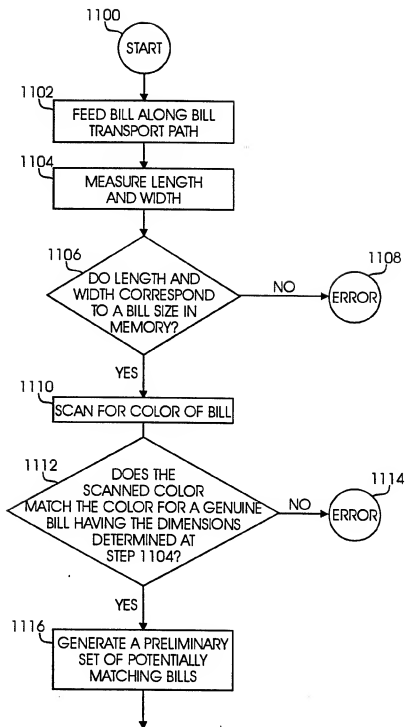 1100
START
1102
FEED BILL ALONG BILL
TRANSPORT PATH
1104
MEASURE LENGTH
AND WIDTH
1106
DO LENGTH AND
WIDTH CORRESPOND
TO A BILL SIZE IN
MEMORY?
NO
1108
ERROR
YES
1110
SCAN FOR COLOR OF BILL
1112
DOES THE
SCANNED COLOR
MATCH THE COLOR FOR A GENUINE
BILL HAVING THE DIMENSIONS
DETERMINED AT
STEP 1104?
NO
1114
ERROR
YES
1116
GENERATE A PRELIMINARY
SET OF POTENTIALLY
MATCHING BILLS